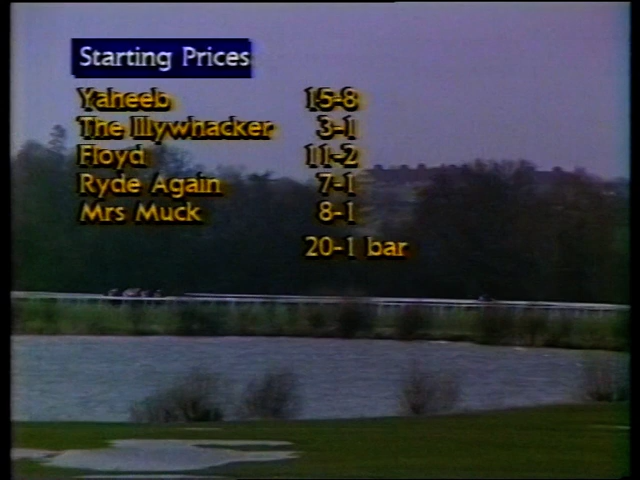 Starting Prices
Yaheeb 15-8
The Illywhacker 3-1
Floyd 11-2
Ryde Again 7-1
Mrs Muck 8-1
20-1 bar